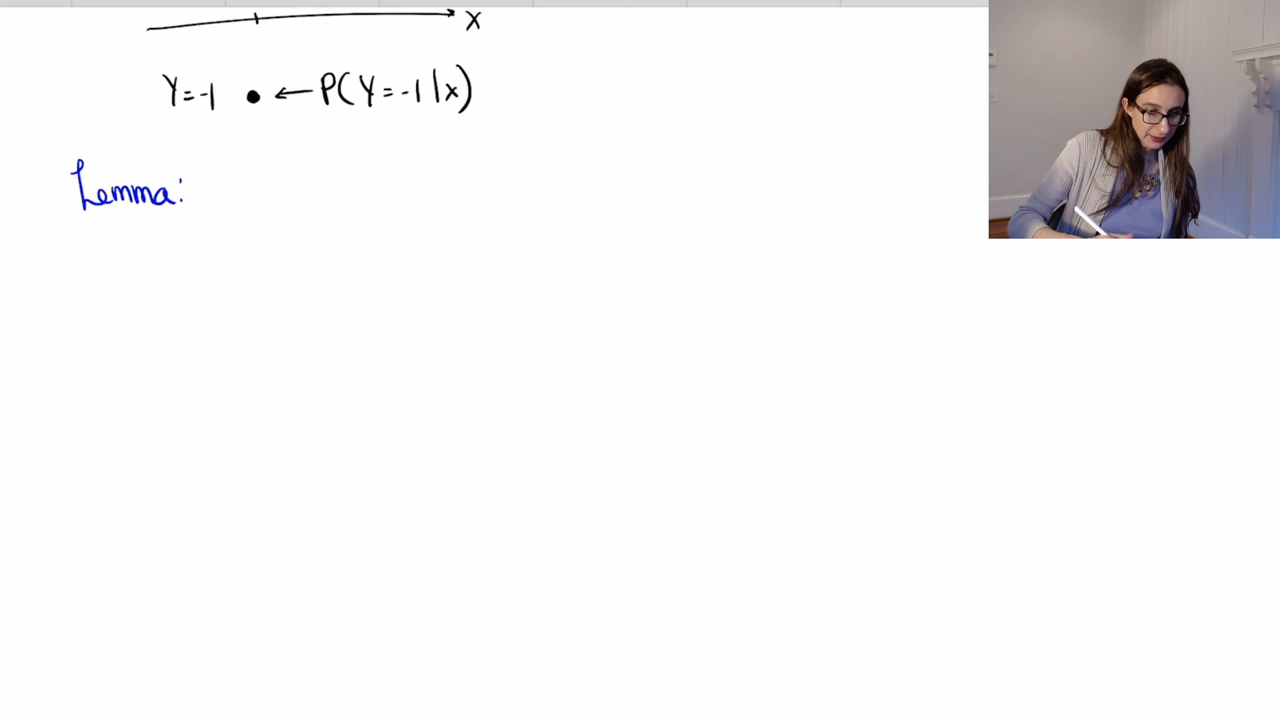 x
Y=-1 • ← P(Y=-1|x)
Lemma: